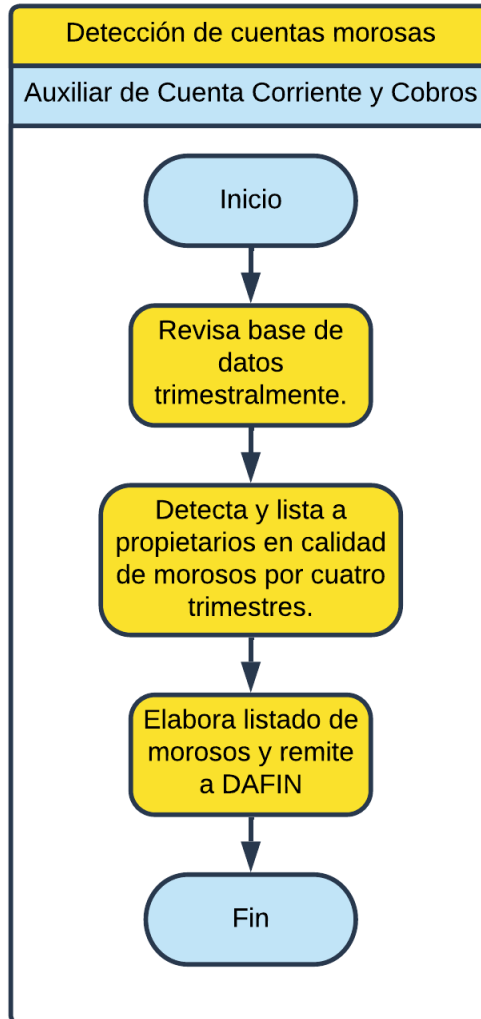 Detección de cuentas morosas
Auxiliar de Cuenta Corriente y Cobros
Inicio
Revisa base de
datos
trimestralmente.
Detecta y lista a
propietarios en calidad
de morosos por cuatro
trimestres.
Elabora listado de
morosos y remite
a DAFIN
Fin